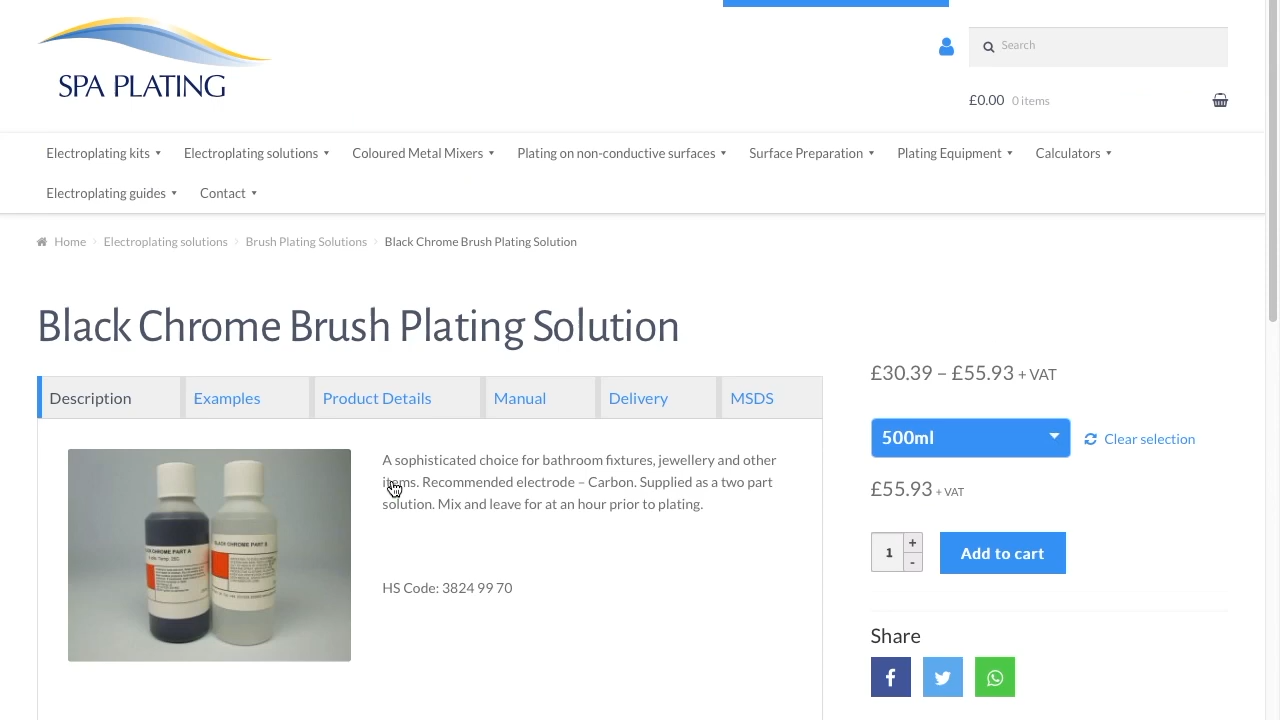 SPA PLATING
Search
£0.00 0 items
Electroplating kits Electroplating solutions Coloured Metal Mixers Plating on non-conductive surfaces Surface Preparation Plating Equipment Calculators
Electroplating guides Contact
Home Electroplating solutions Brush Plating Solutions Black Chrome Brush Plating Solution
Black Chrome Brush Plating Solution
£30.39 – £55.93 + VAT
Description Examples Product Details Manual Delivery MSDS
500ml Clear selection
A sophisticated choice for bathroom fixtures, jewellery and other
items. Recommended electrode – Carbon. Supplied as a two part
solution. Mix and leave for at an hour prior to plating.
£55.93 + VAT
1 + - Add to cart
CHROME PART A
BLACK CHROME PART B
HS Code: 3824 99 70
Share